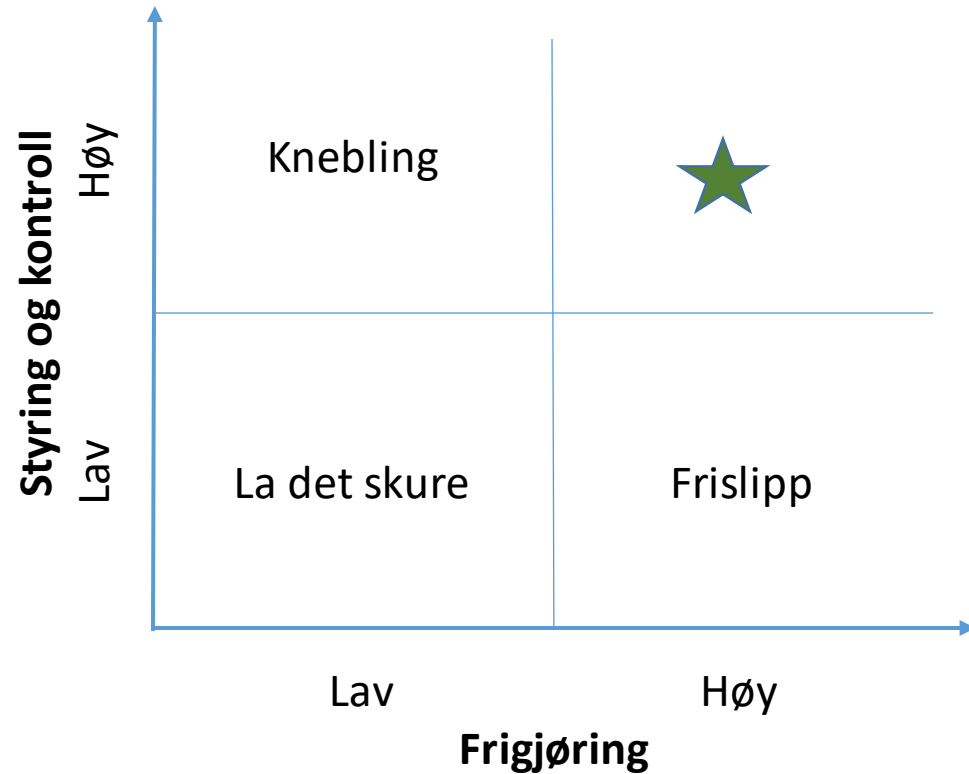 Styring og kontroll
Høy
Lav
Knebling
La det skure
Frislipp
Lav
Høy
Frigjøring